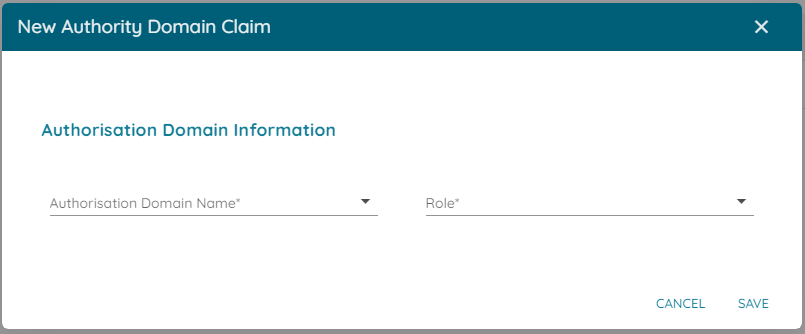 New Authority Domain Claim
Authorisation Domain Information
Authorisation Domain Name* Role*
CANCEL SAVE